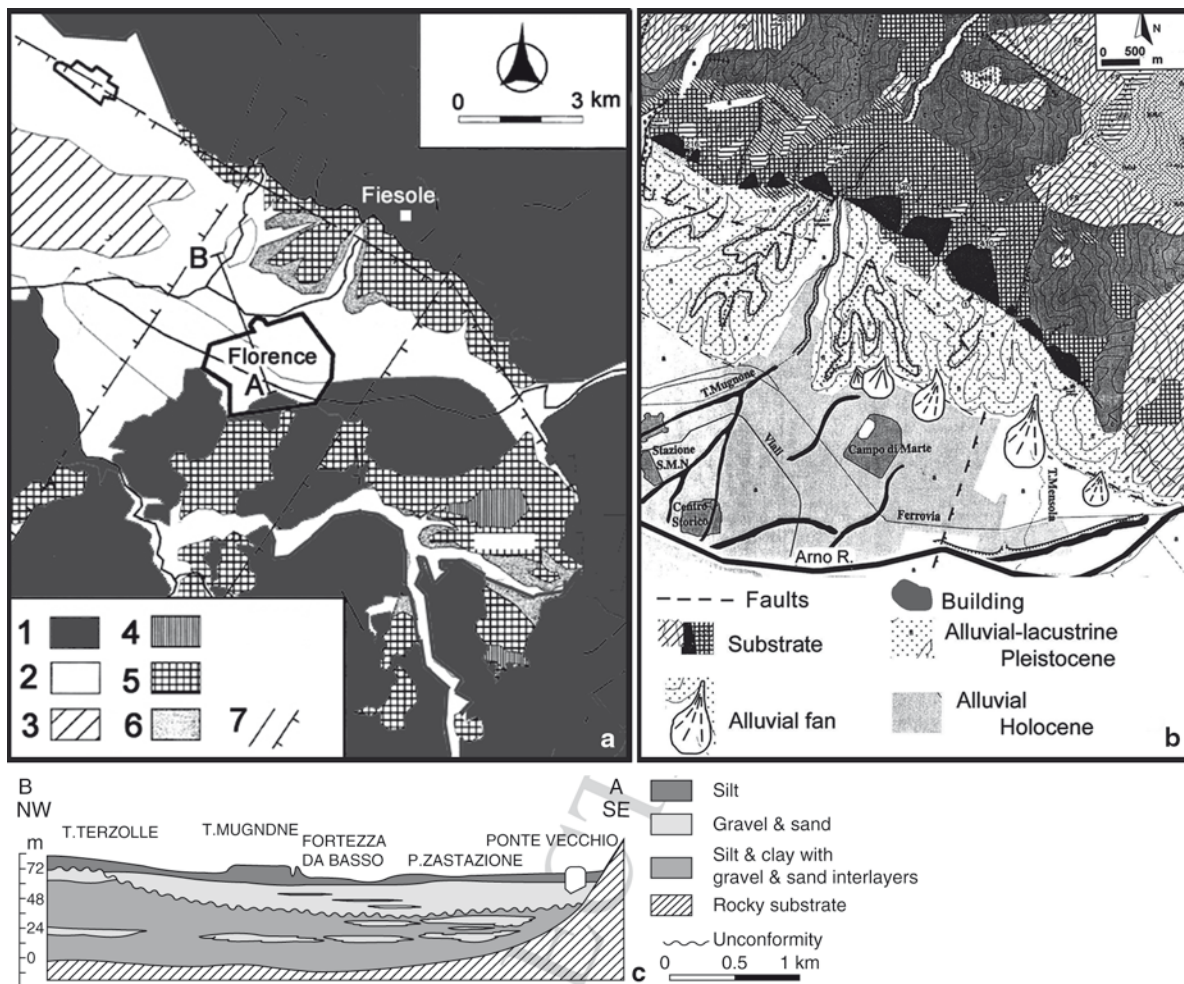 0 3 km
Fiesole
B
Florence
A
1
2
3
4
5
6
7
a
N
0 500
m
T.Mugnone
Viali
Stazione
S.M.N.
Campo di Marte
Centro
Storico
Ferrovia
T.Mensola
Arno R.
Faults
Building
Substrate
Alluvial-lacustrine
Pleistocene
Alluvial fan
Alluvial
Holocene
b
B
NW
A
SE
m
T.TERZOLLE
T.MUGNDNE
FORTEZZA
DA BASSO
P.ZASTAZIONE
PONTE VECCHIO
72
48
24
0
Silt
Gravel & sand
Silt & clay with
gravel & sand interlayers
Rocky substrate
Unconformity
0 0.5 1 km
c